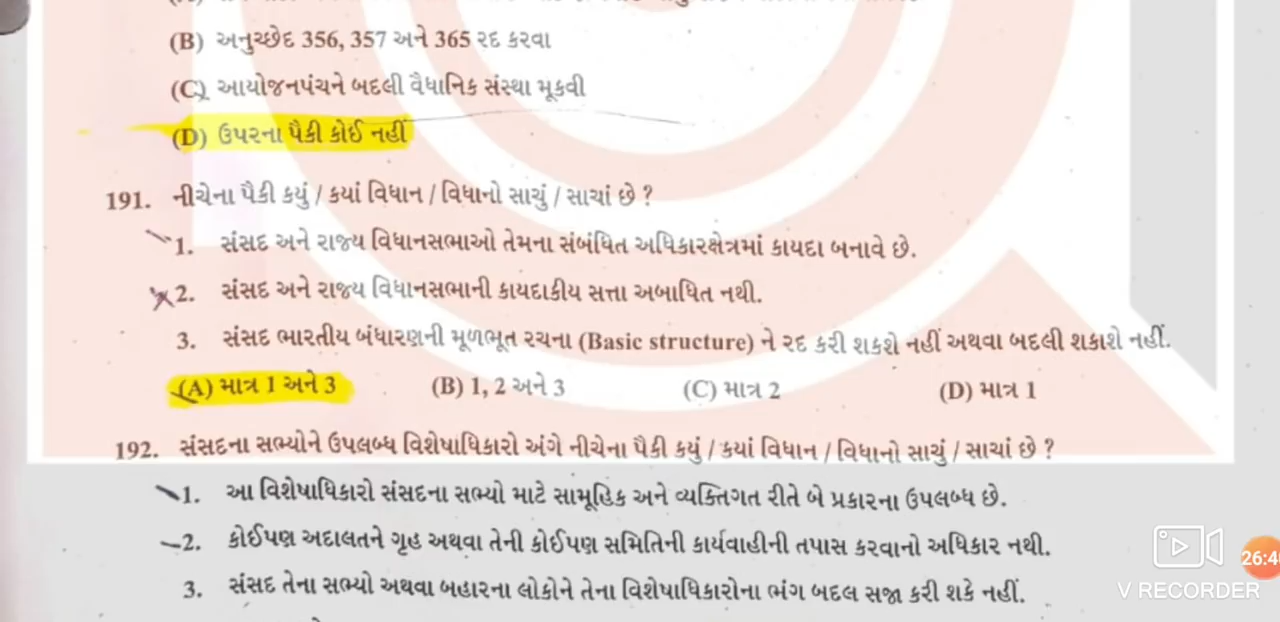 (B) અનુચ્છેદ 356, 357 અને 365 રદ કરવા
(C) આયોજનપંચને બદલી વૈધાનિક સંસ્થા મૂકવી
(D) ઉપરના પૈકી કોઈ નહીં
191. નીચેના પૈકી કયું / કયાં વિધાન / વિધાનો સાચું / સાચાં છે ?
1. સંસદ અને રાજ્ય વિધાનસભાઓ તેમના સંબંધિત અધિકારક્ષેત્રમાં કાયદા બનાવે છે.
2. સંસદ અને રાજ્ય વિધાનસભાની કાયદાકીય સત્તા અબાધિત નથી.
3. સંસદ ભારતીય બંધારણની મૂળભૂત રચના (Basic structure) ને રદ કરી શકશે નહીં અથવા બદલી શકાશે નહીં.
(A) માત્ર 1 અને 3 (B) 1, 2 અને 3 (C) માત્ર 2 (D) માત્ર 1
192. સંસદના સભ્યોને ઉપલબ્ધ વિશેષાધિકારો અંગે નીચેના પૈકી કયું / કયાં વિધાન / વિધાનો સાચું / સાચાં છે ?
1. આ વિશેષાધિકારો સંસદના સભ્યો માટે સામૂહિક અને વ્યક્તિગત રીતે બે પ્રકારના ઉપલબ્ધ છે.
2. કોઈપણ અદાલતને ગૃહ અથવા તેની કોઈપણ સમિતિની કાર્યવાહીની તપાસ કરવાનો અધિકાર નથી.
3. સંસદ તેના સભ્યો અથવા બહારના લોકોને તેના વિશેષાધિકારોના ભંગ બદલ સજા કરી શકે નહીં.
V RECORDER